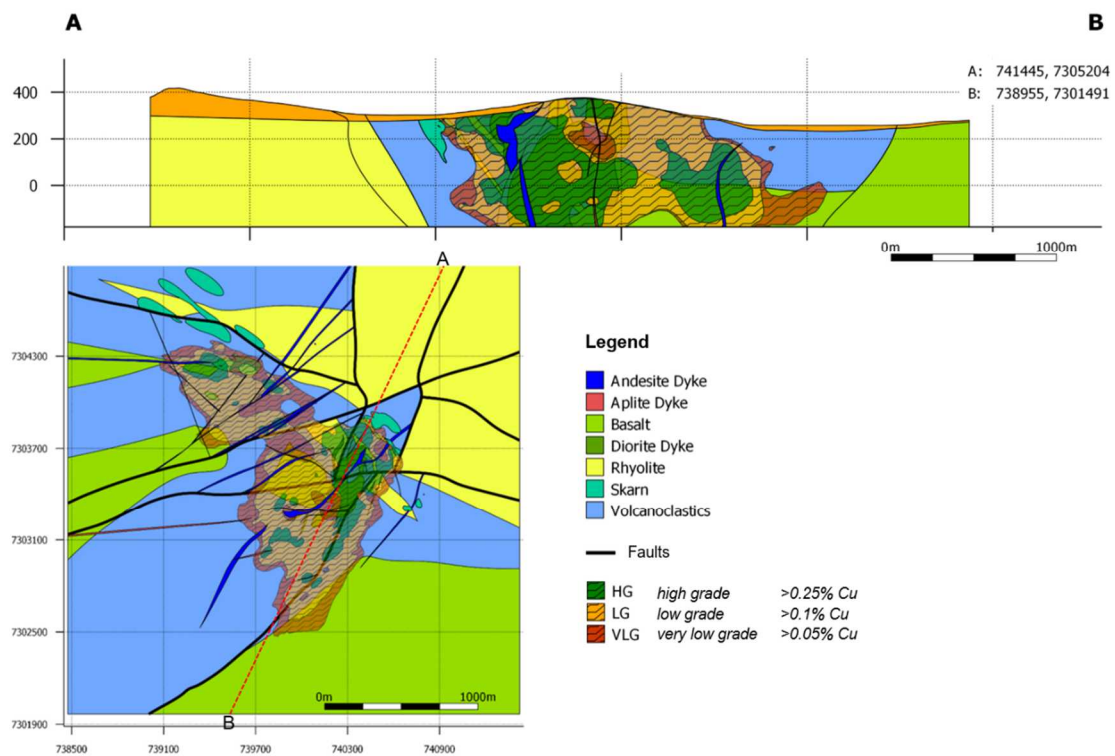 A
B
A: 741445, 7305204
B: 738955, 7301491
400
200
0
0m
1000m
A
7304300
7303700
7303100
7302500
7301900
0m
1000m
B
738500
739100
739700
740300
740900
Legend
Andesite Dyke
Aplite Dyke
Basalt
Diorite Dyke
Rhyolite
Skarn
Volcanoclastics
Faults
HG high grade >0.25% Cu
LG low grade >0.1% Cu
VLG very low grade >0.05% Cu